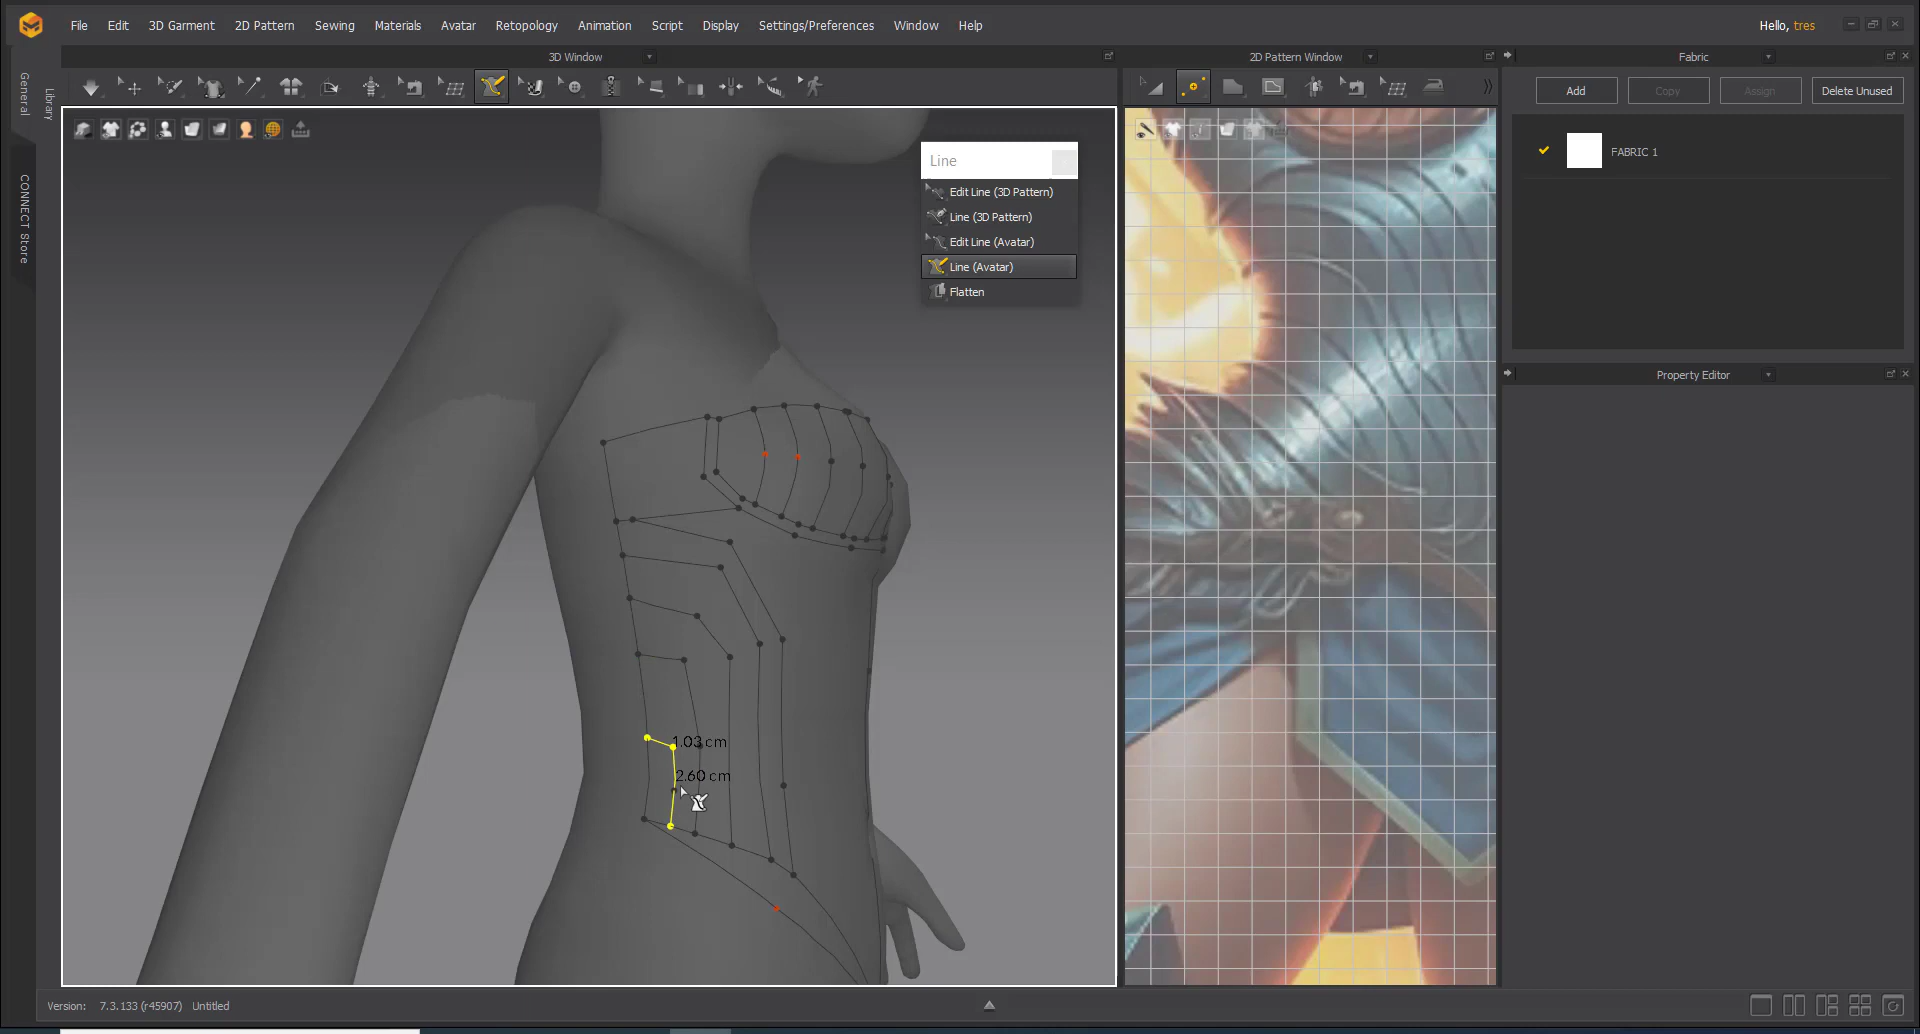 File Edit 3D Garment 2D Pattern Sewing Materials Avatar Retopology Animation Script Display Settings/Preferences Window Help Hello, tres
3D Window
2D Pattern Window
Fabric
General
Library
CONNECT Store
Add Copy Assign Delete Unused
FABRIC 1
Line
Edit Line (3D Pattern)
Line (3D Pattern)
Edit Line (Avatar)
Line (Avatar)
Flatten
Property Editor
1.03 cm
2.60 cm
Version: 7.3.133 (r45907) Untitled